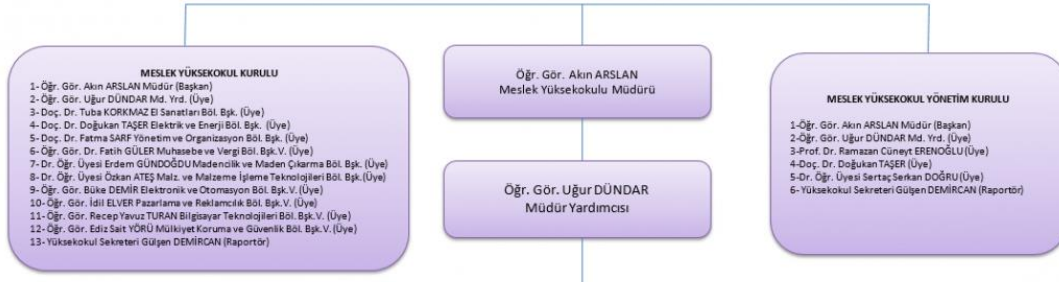 MESLEK YÜKSEKOKUL KURULU
1- Öğr. Gör. Akın ARSLAN Müdür (Başkan)
2- Öğr. Gör. Uğur DÜNDAR Md. Yrd. (Üye)
3- Doç. Dr. Tuba KORKMAZ El Sanatları Böl. Bşk. (Üye)
4- Doç. Dr. Doğukan TAŞER Elektrik ve Enerji Böl. Bşk. (Üye)
5- Doç. Dr. Fatma SARF Yönetim ve Organizasyon Böl. Bşk. (Üye)
6- Öğr. Gör. Dr. Fatih GÜLER Muhasebe ve Vergi Böl. Bşk.V. (Üye)
7- Dr. Öğr. Üyesi Erdem GÜNDOĞDU Madencilik ve Maden Çıkarma Böl. Bşk. (Üye)
8- Dr. Öğr. Üyesi Özkan ATEŞ Malz. ve Malzeme İşleme Teknolojileri Böl. Bşk.(Üye)
9- Öğr. Gör. Büke DEMİR Elektronik ve Otomasyon Böl. Bşk.V. (Üye)
10- Öğr. Gör. İdil ELVER Pazarlama ve Reklamcılık Böl. Bşk.V. (Üye)
11- Öğr. Gör. Recep Yavuz TURAN Bilgisayar Teknolojileri Böl. Bşk.V. (Üye)
12- Öğr. Gör. Ediz Sait YÖRÜ Mülkiyet Koruma ve Güvenlik Böl. Bşk.V. (Üye)
13- Yüksekokul Sekreteri Gülşen DEMİRCAN (Raportör)
Öğr. Gör. Akın ARSLAN
Meslek Yüksekokulu Müdürü
Öğr. Gör. Uğur DÜNDAR
Müdür Yardımcısı
MESLEK YÜKSEKOKUL YÖNETİM KURULU
1-Öğr. Gör. Akın ARSLAN Müdür (Başkan)
2-Öğr. Gör. Uğur DÜNDAR Md. Yrd. (Üye)
3-Prof. Dr. Ramazan Cüneyt ERENOĞLU (Üye)
4-Doç. Dr. Doğukan TAŞER (Üye)
5-Dr. Öğr. Üyesi Sertaç Serkan DOĞRU (Üye)
6- Yüksekokul Sekreteri Gülşen DEMİRCAN (Raportör)